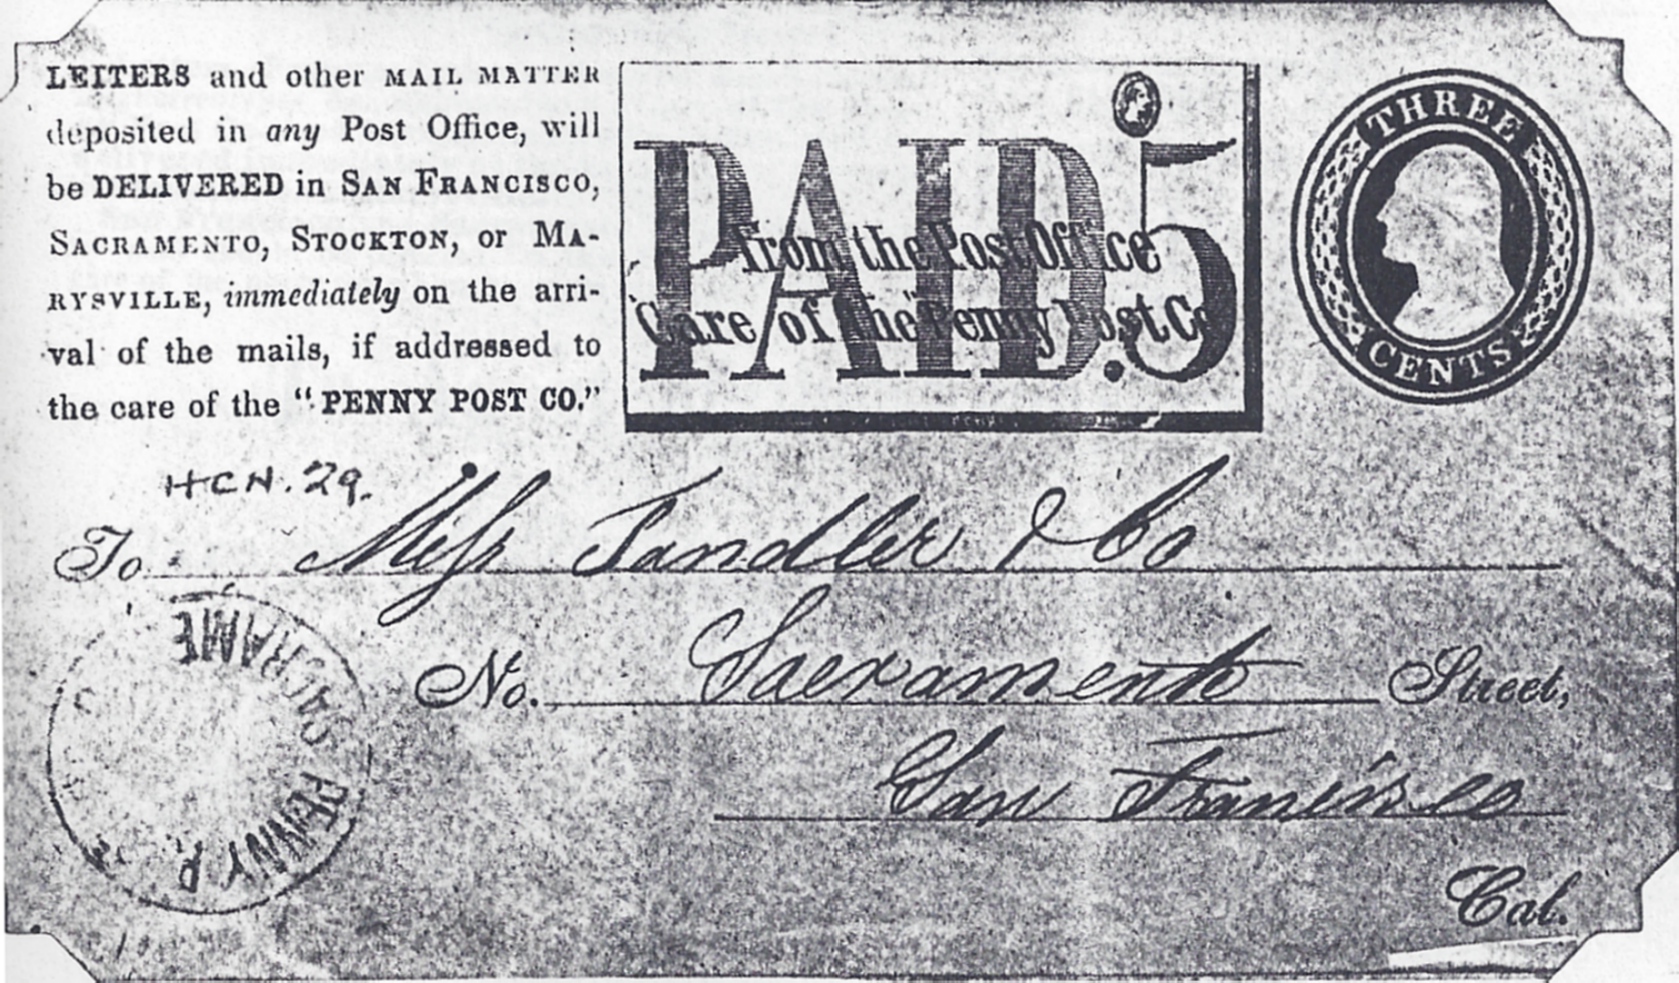 LETTERS and other MAIL MATTER
deposited in any Post Office, will
be DELIVERED in SAN FRANCISCO,
SACRAMENTO, STOCKTON, or MA-
RYSVILLE, immediately on the arri-
val of the mails, if addressed to
the care of the "PENNY POST CO."
PAID.5
From the Post Office
Care of the "Penny Post Co
THREE
CENTS
HCH.29.
To Mess Sandler & Co
No. Sacramento Street,
San Francisco
Cal.
SACRAME
PENNY P.